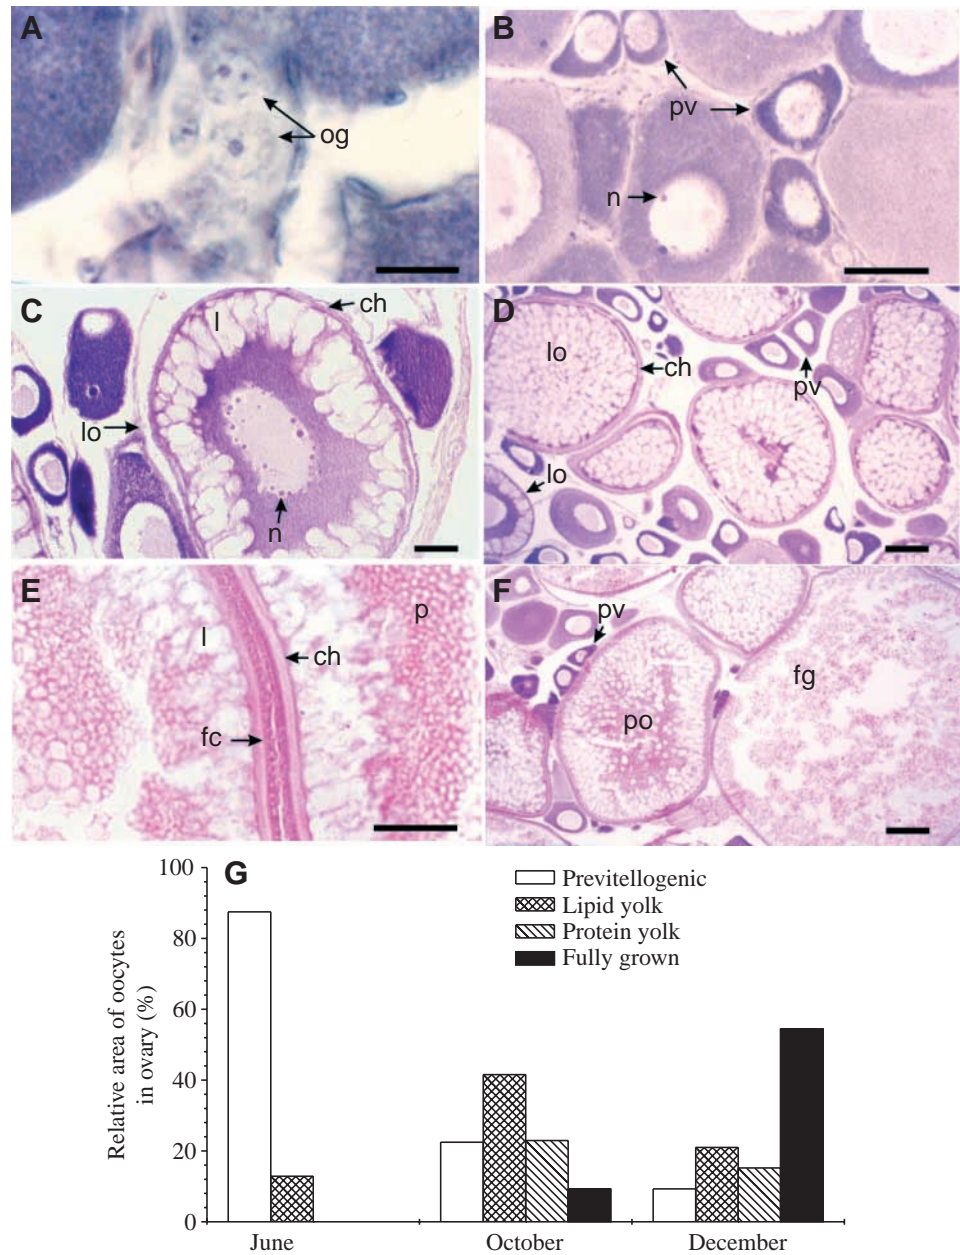 A
og
B
pv
n
C
ch
l
lo
n
D
lo
ch
pv
lo
E
p
l
ch
fc
F
pv
fg
po
G
100
80
60
40
20
0
Relative area of oocytes
in ovary (%)
Previtellogenic
Lipid yolk
Protein yolk
Fully grown
June
October
December